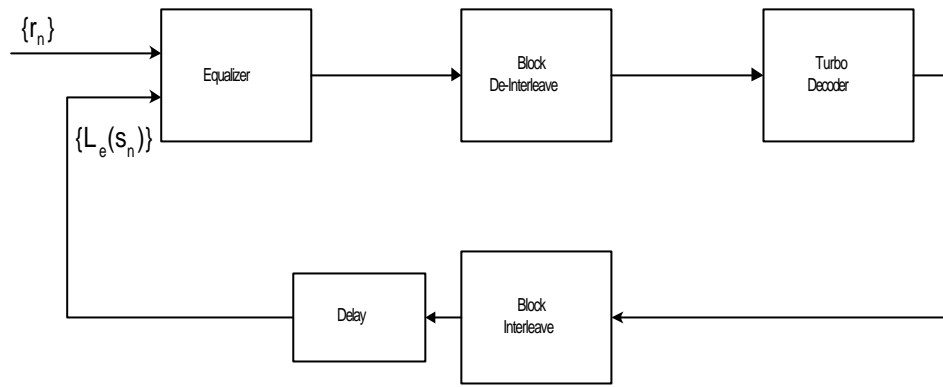 {r_n}
Equalizer
Block
De-Interleave
Turbo
Decoder
{L_e(s_n)}
Delay
Block
Interleave